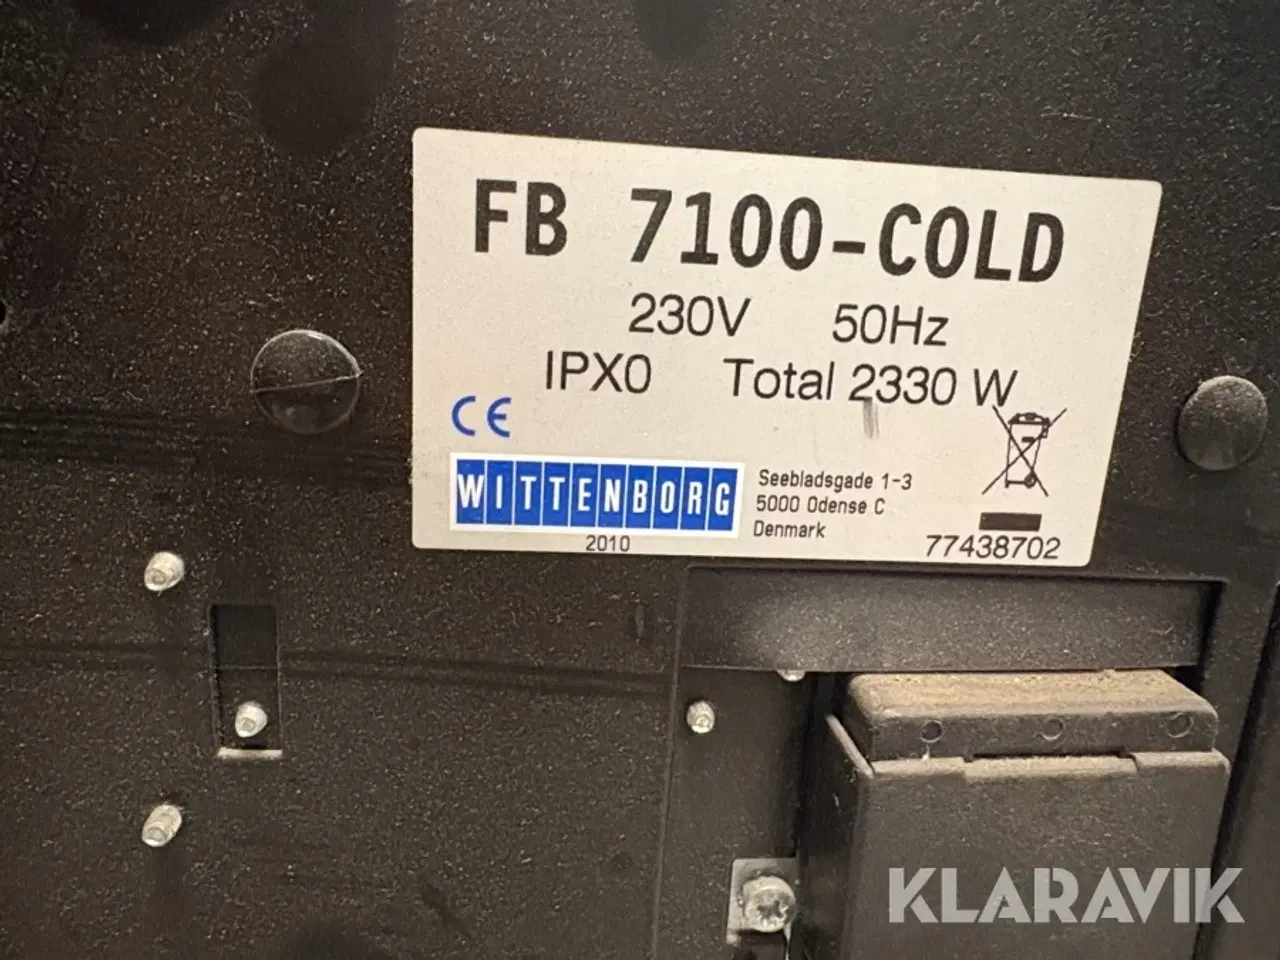 FB 7100-COLD
230V 50Hz
IPX0 Total 2330 W
CE
WITTENBORG
Seebladsgade 1-3
5000 Odense C
Denmark
2010
77438702
KLARAVIK